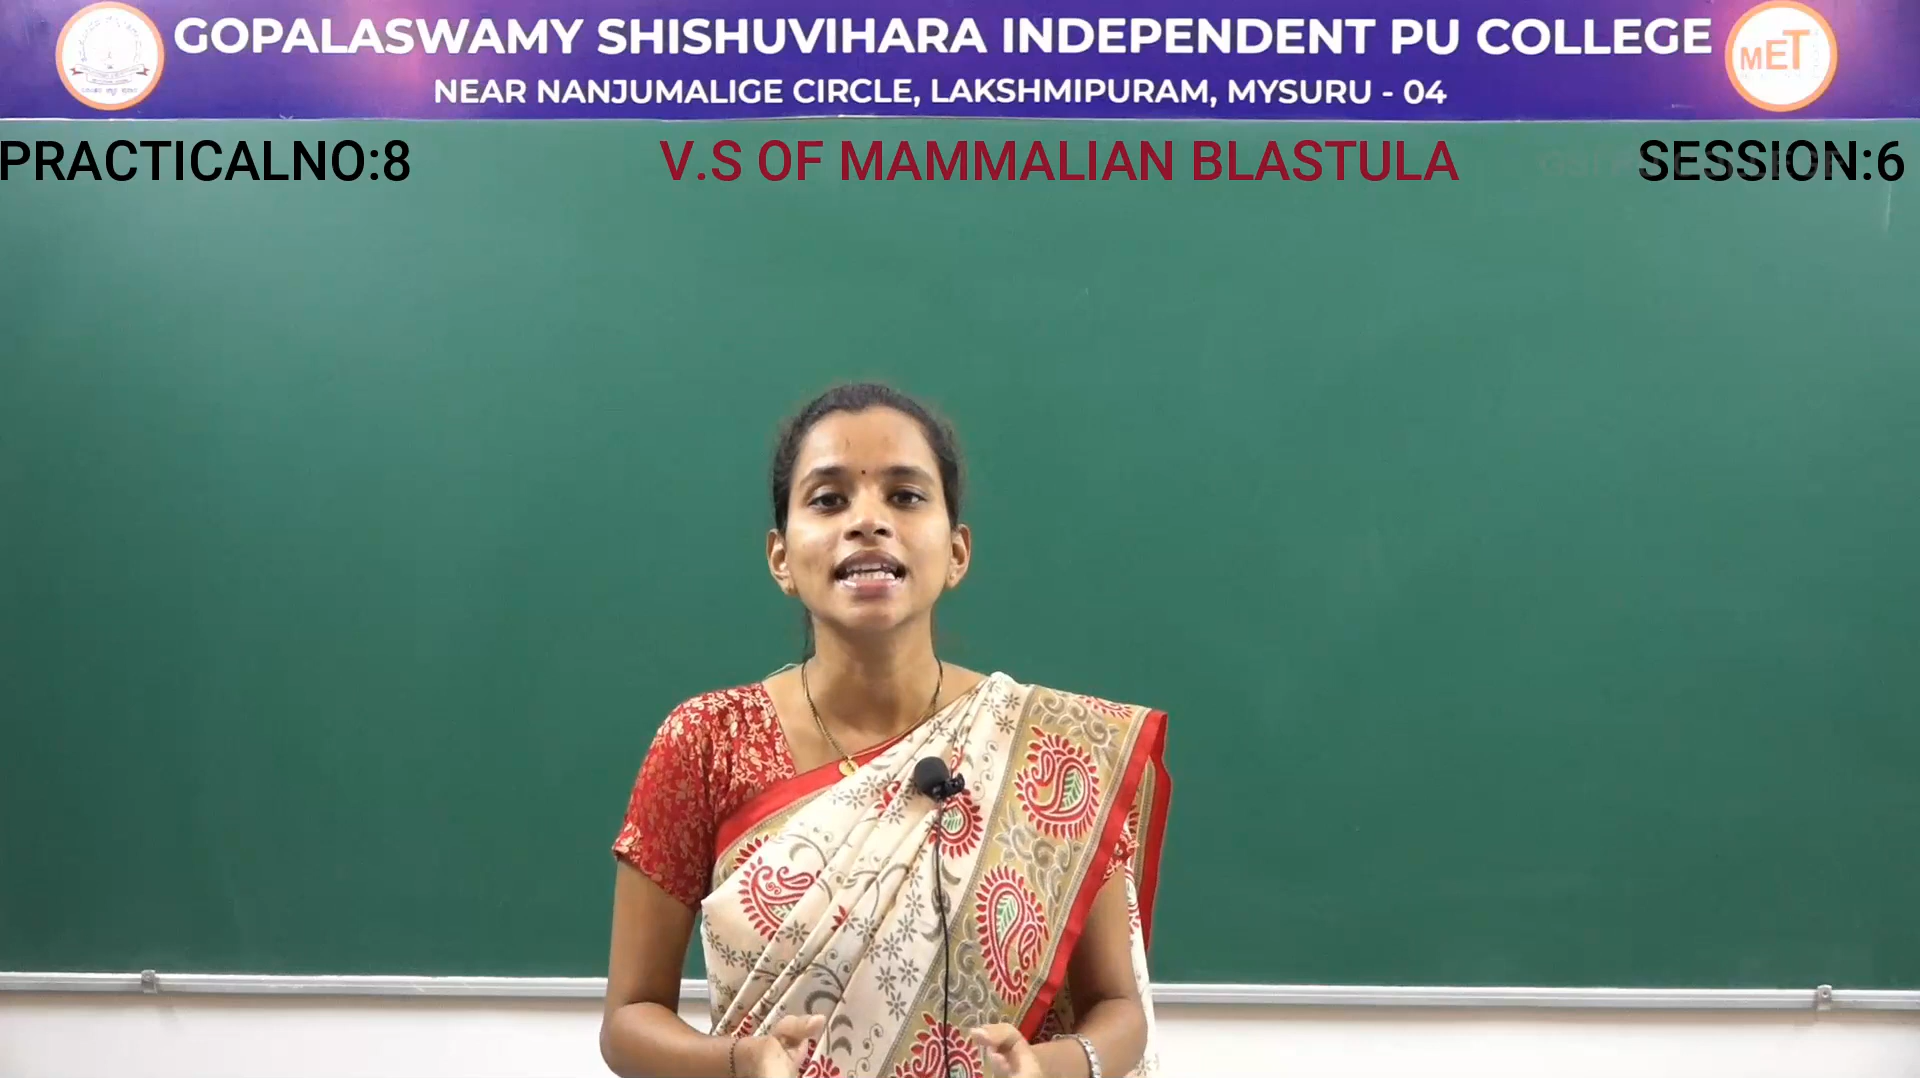 GOPALASWAMY SHISHUVIHARA INDEPENDENT PU COLLEGE
MET
NEAR NANJUMALIGE CIRCLE, LAKSHMIPURAM, MYSURU - 04
PRACTICALNO:8
V.S OF MAMMALIAN BLASTULA
SESSION:6